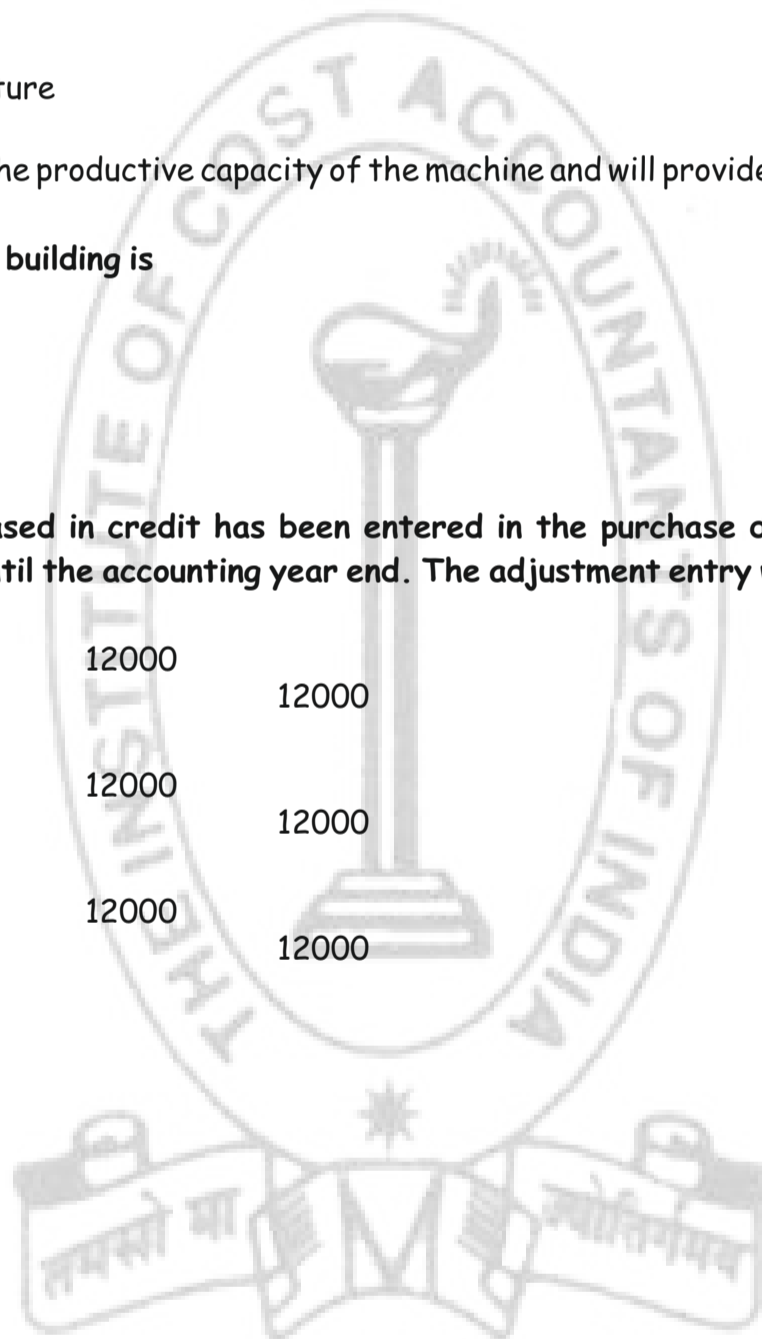 ture
he productive capacity of the machine and will provide
building is
ased in credit has been entered in the purchase
til the accounting year end. The adjustment entry
12000
12000
12000
12000
12000
12000
THE INSTITUTE OF COST ACCOUNTANTS OF INDIA
तमसो मा ज्योतिर्गमय